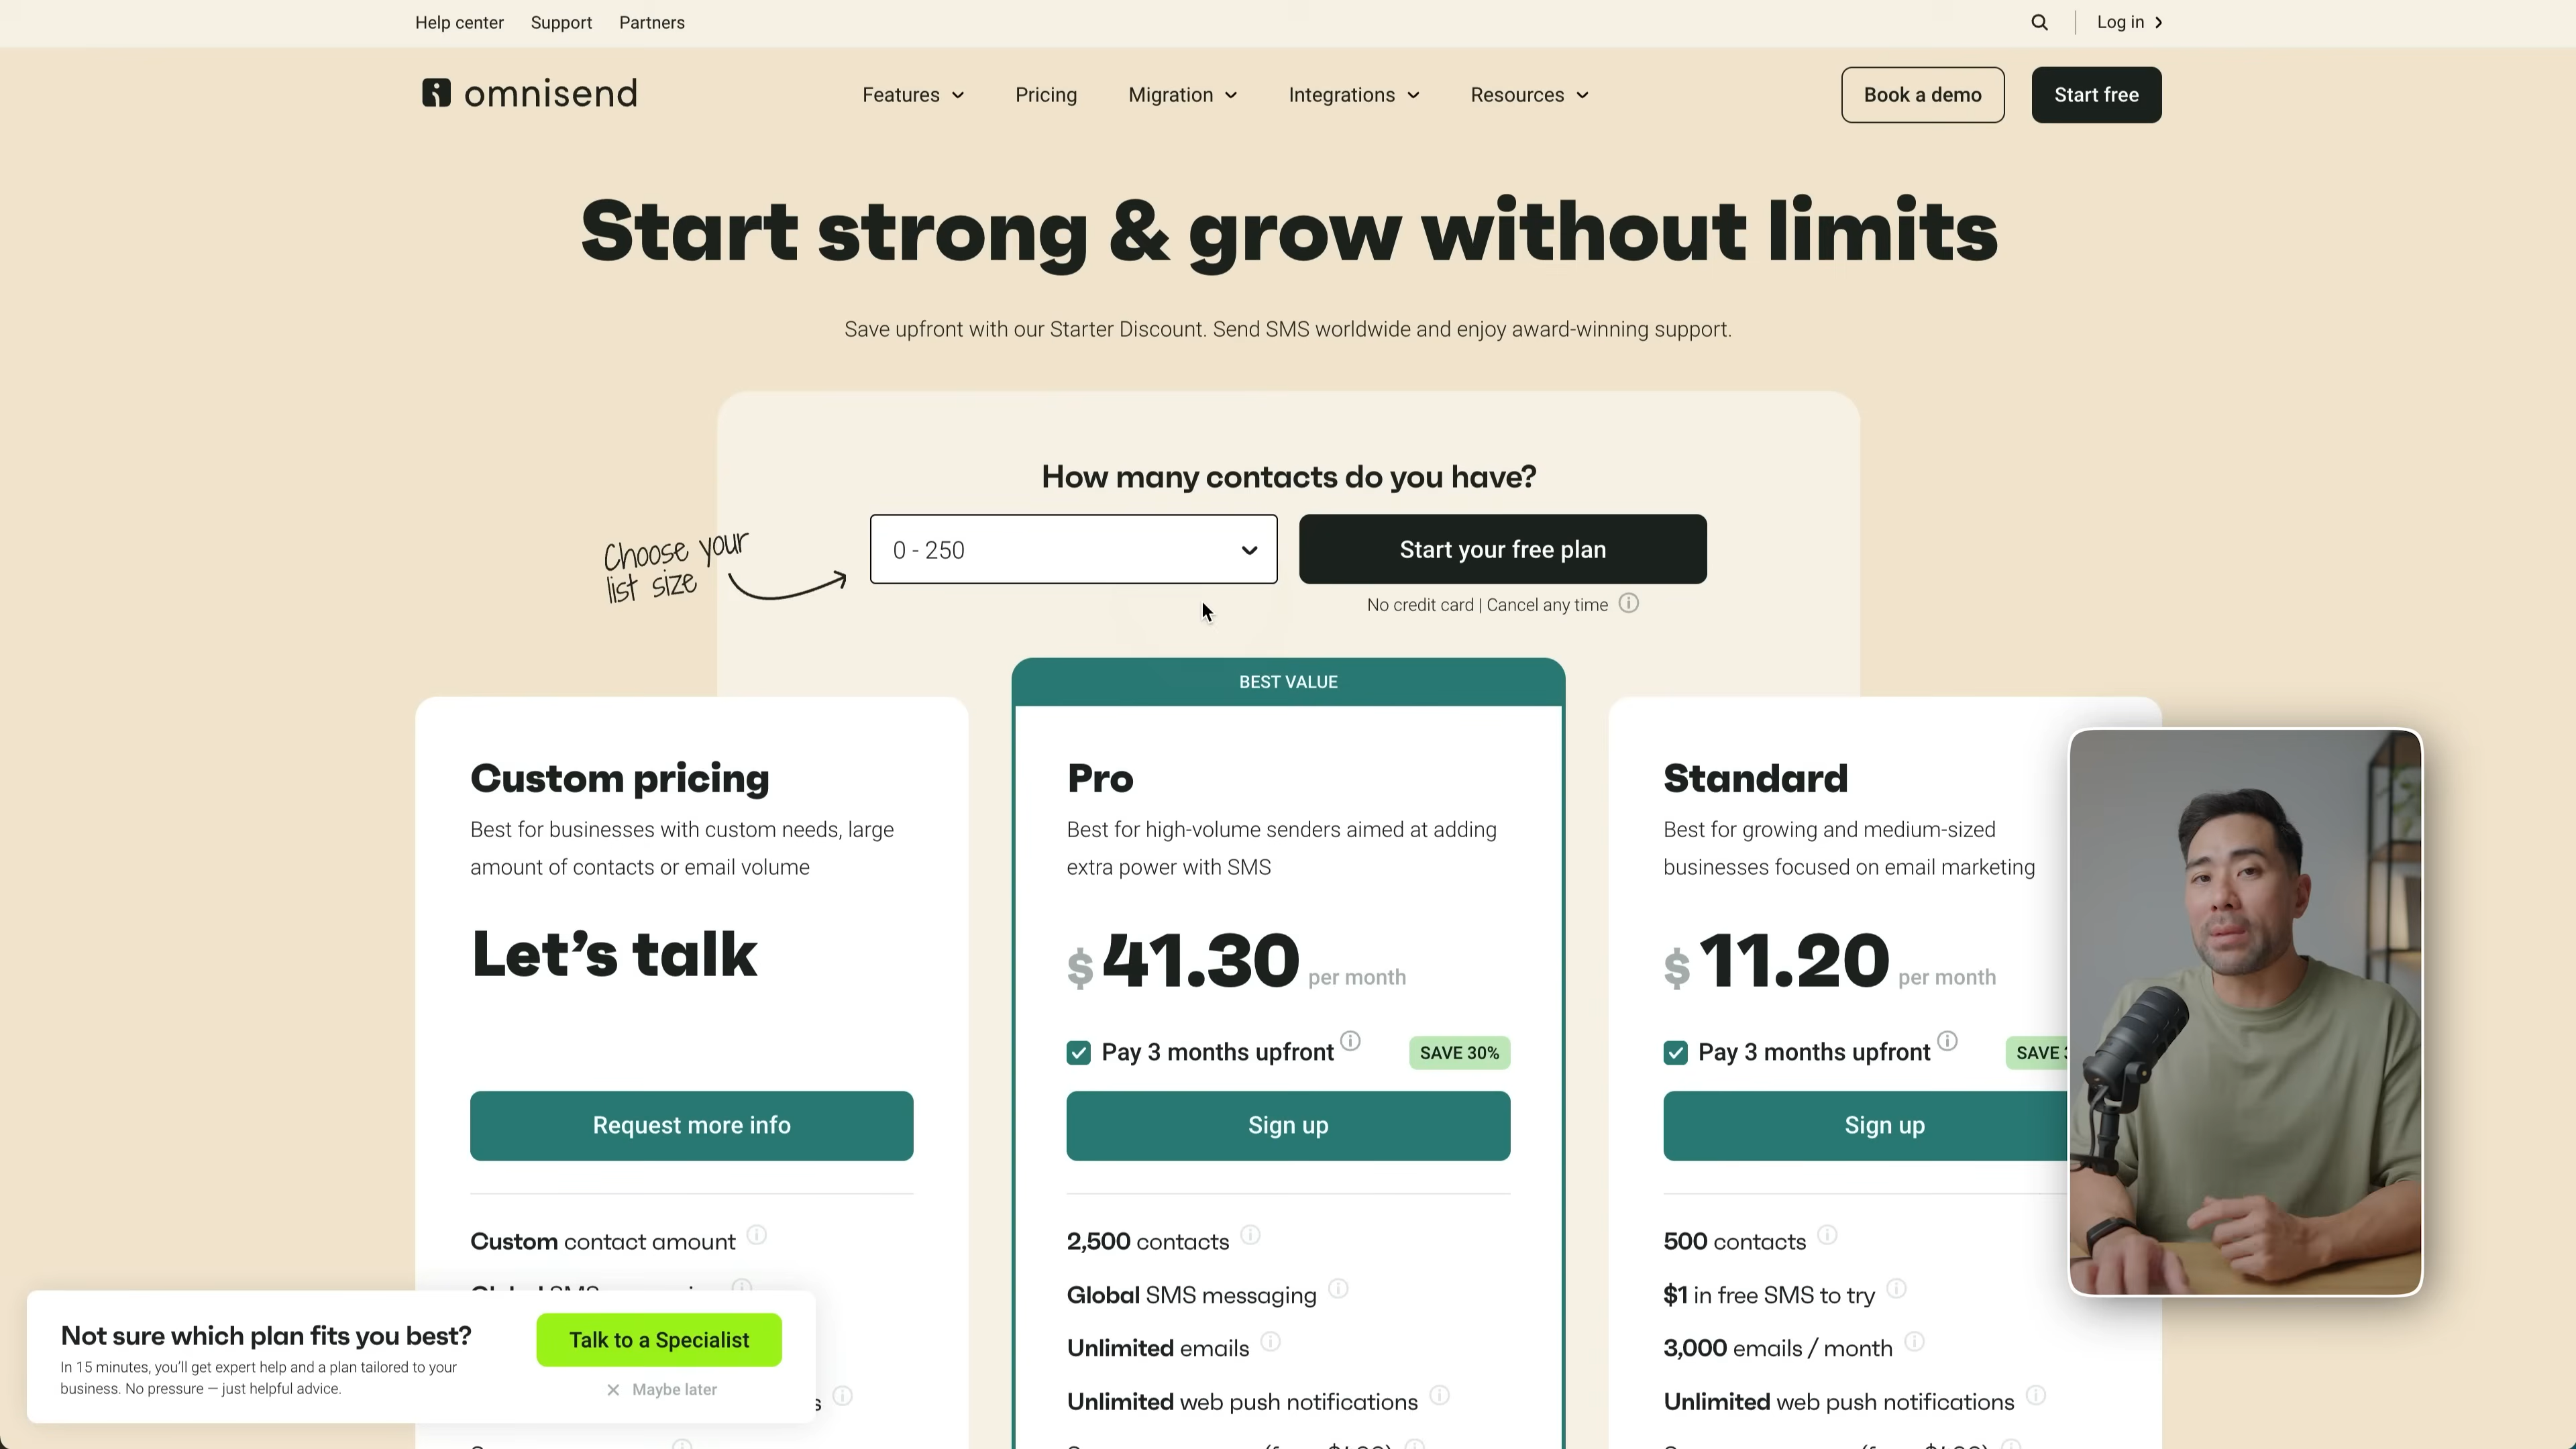 Help center Support Partners Log in
omnisend Features Pricing Migration Integrations Resources Book a demo Start free
Start strong & grow without limits
Save upfront with our Starter Discount. Send SMS worldwide and enjoy award-winning support.
How many contacts do you have?
Choose your
list size
0 - 250
Start your free plan
No credit card | Cancel any time
Custom pricing
Best for businesses with custom needs, large
amount of contacts or email volume
Let's talk
Request more info
Custom contact amount
BEST VALUE
Pro
Best for high-volume senders aimed at adding
extra power with SMS
$ 41.30 per month
Pay 3 months upfront SAVE 30%
Sign up
2,500 contacts
Global SMS messaging
Unlimited emails
Unlimited web push notifications
Standard
Best for growing and medium-sized
businesses focused on email marketing
$ 11.20 per month
Pay 3 months upfront SAVE
Sign up
500 contacts
$1 in free SMS to try
3,000 emails / month
Unlimited web push notifications
Not sure which plan fits you best?
In 15 minutes, you'll get expert help and a plan tailored to your
business. No pressure — just helpful advice.
Talk to a Specialist
Maybe later